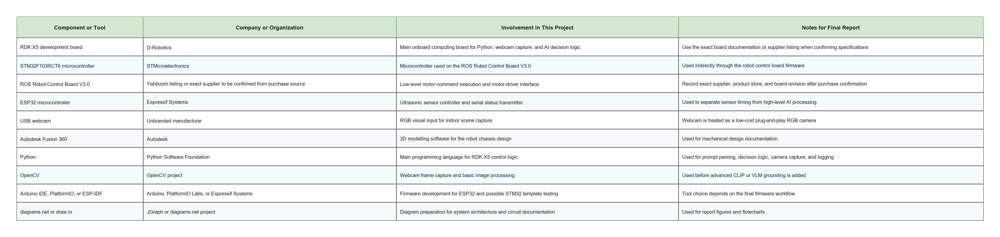 Component or Tool	Company or Organization	Involvement in This Project	Notes for Final Report
RDK X5 development board	D-Robotics	Main onboard computing board for Python, webcam capture, and AI decision logic	Use the exact board documentation or supplier listing when confirming specifications
STM32F103RCT6 microcontroller	STMicroelectronics	Microcontroller used on the ROS Robot Control Board V3.0	Used indirectly through the robot control board firmware
ROS Robot Control Board V3.0	Yahboom listing or exact supplier to be confirmed from purchase source	Low-level motor command execution and motor-driver interface	Record exact supplier, product store, and board revision after purchase confirmation
ESP32 microcontroller	Espressif Systems	Ultrasonic sensor controller and serial status transmitter	Used to separate sensor timing from high-level AI processing
USB webcam	Unbranded manufacturer	RGB visual input for indoor scene capture	Webcam is treated as a low-cost plug-and-play RGB camera
Autodesk Fusion 360	Autodesk	3D modelling software for the robot chassis design	Used for mechanical design documentation
Python	Python Software Foundation	Main programming language for RDK X5 control logic	Used for prompt parsing, decision logic, camera capture, and logging
OpenCV	OpenCV project	Webcam frame capture and basic image processing	Used before advanced CLIP or VLM grounding is added
Arduino IDE, PlatformIO, or ESP-IDF	Arduino, PlatformIO Labs, or Espressif Systems	Firmware development for ESP32 and possible STM32 template testing	Tool choice depends on the final firmware workflow
diagrams.net or draw.io	JGraph or diagrams.net project	Diagram preparation for system architecture and circuit documentation	Used for report figures and flowcharts